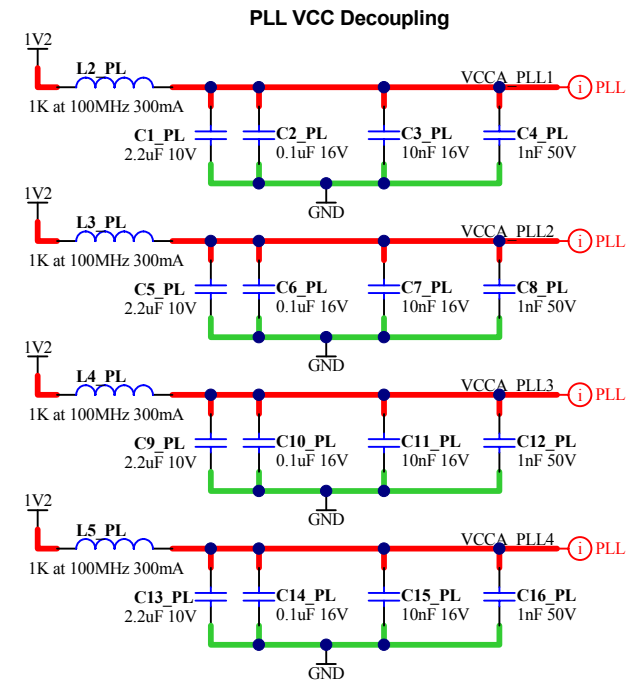 PLL VCC Decoupling
1V2
L2_PL
1K at 100MHz 300mA
VCCA_PLL1
i PLL
C1_PL
2.2uF 10V
C2_PL
0.1uF 16V
C3_PL
10nF 16V
C4_PL
1nF 50V
GND
1V2
L3_PL
1K at 100MHz 300mA
VCCA_PLL2
i PLL
C5_PL
2.2uF 10V
C6_PL
0.1uF 16V
C7_PL
10nF 16V
C8_PL
1nF 50V
GND
1V2
L4_PL
1K at 100MHz 300mA
VCCA_PLL3
i PLL
C9_PL
2.2uF 10V
C10_PL
0.1uF 16V
C11_PL
10nF 16V
C12_PL
1nF 50V
GND
1V2
L5_PL
1K at 100MHz 300mA
VCCA_PLL4
i PLL
C13_PL
2.2uF 10V
C14_PL
0.1uF 16V
C15_PL
10nF 16V
C16_PL
1nF 50V
GND